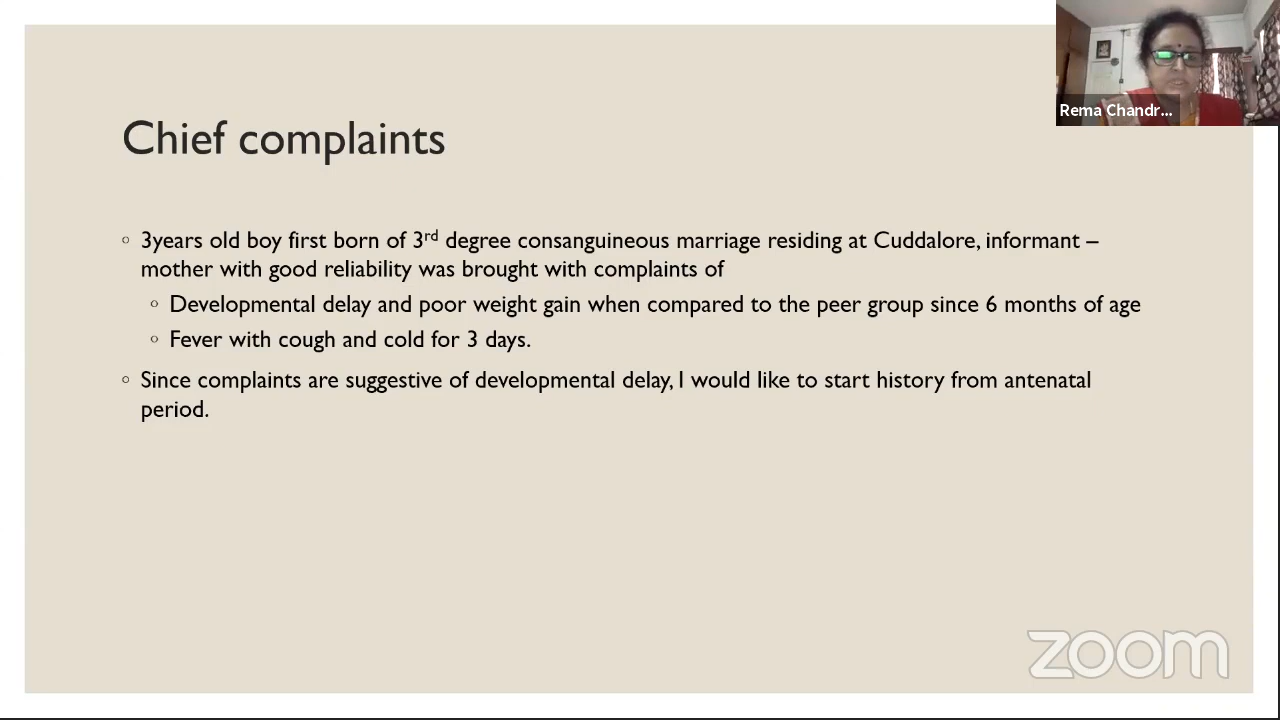 Rema Chandr...
Chief complaints
◦ 3years old boy first born of 3rd degree consanguineous marriage residing at Cuddalore, informant –
mother with good reliability was brought with complaints of
◦ Developmental delay and poor weight gain when compared to the peer group since 6 months of age
◦ Fever with cough and cold for 3 days.
◦ Since complaints are suggestive of developmental delay, I would like to start history from antenatal
period.
zoom